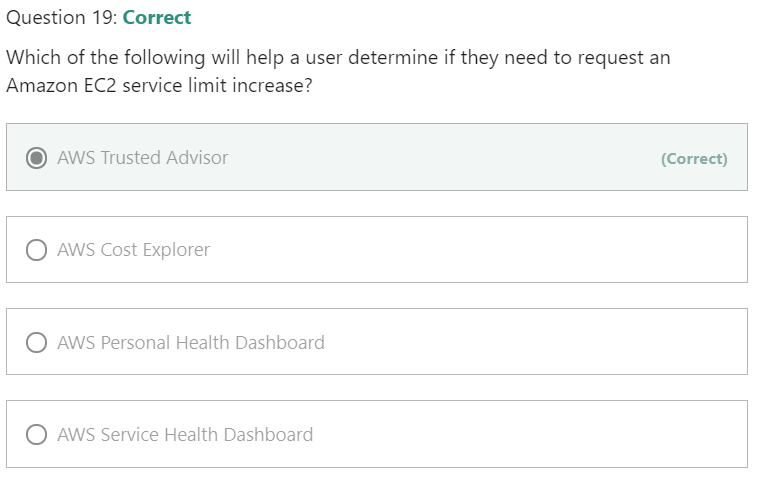 Question 19: Correct
Which of the following will help a user determine if they need to request an
Amazon EC2 service limit increase?
AWS Trusted Advisor (Correct)
AWS Cost Explorer
AWS Personal Health Dashboard
AWS Service Health Dashboard